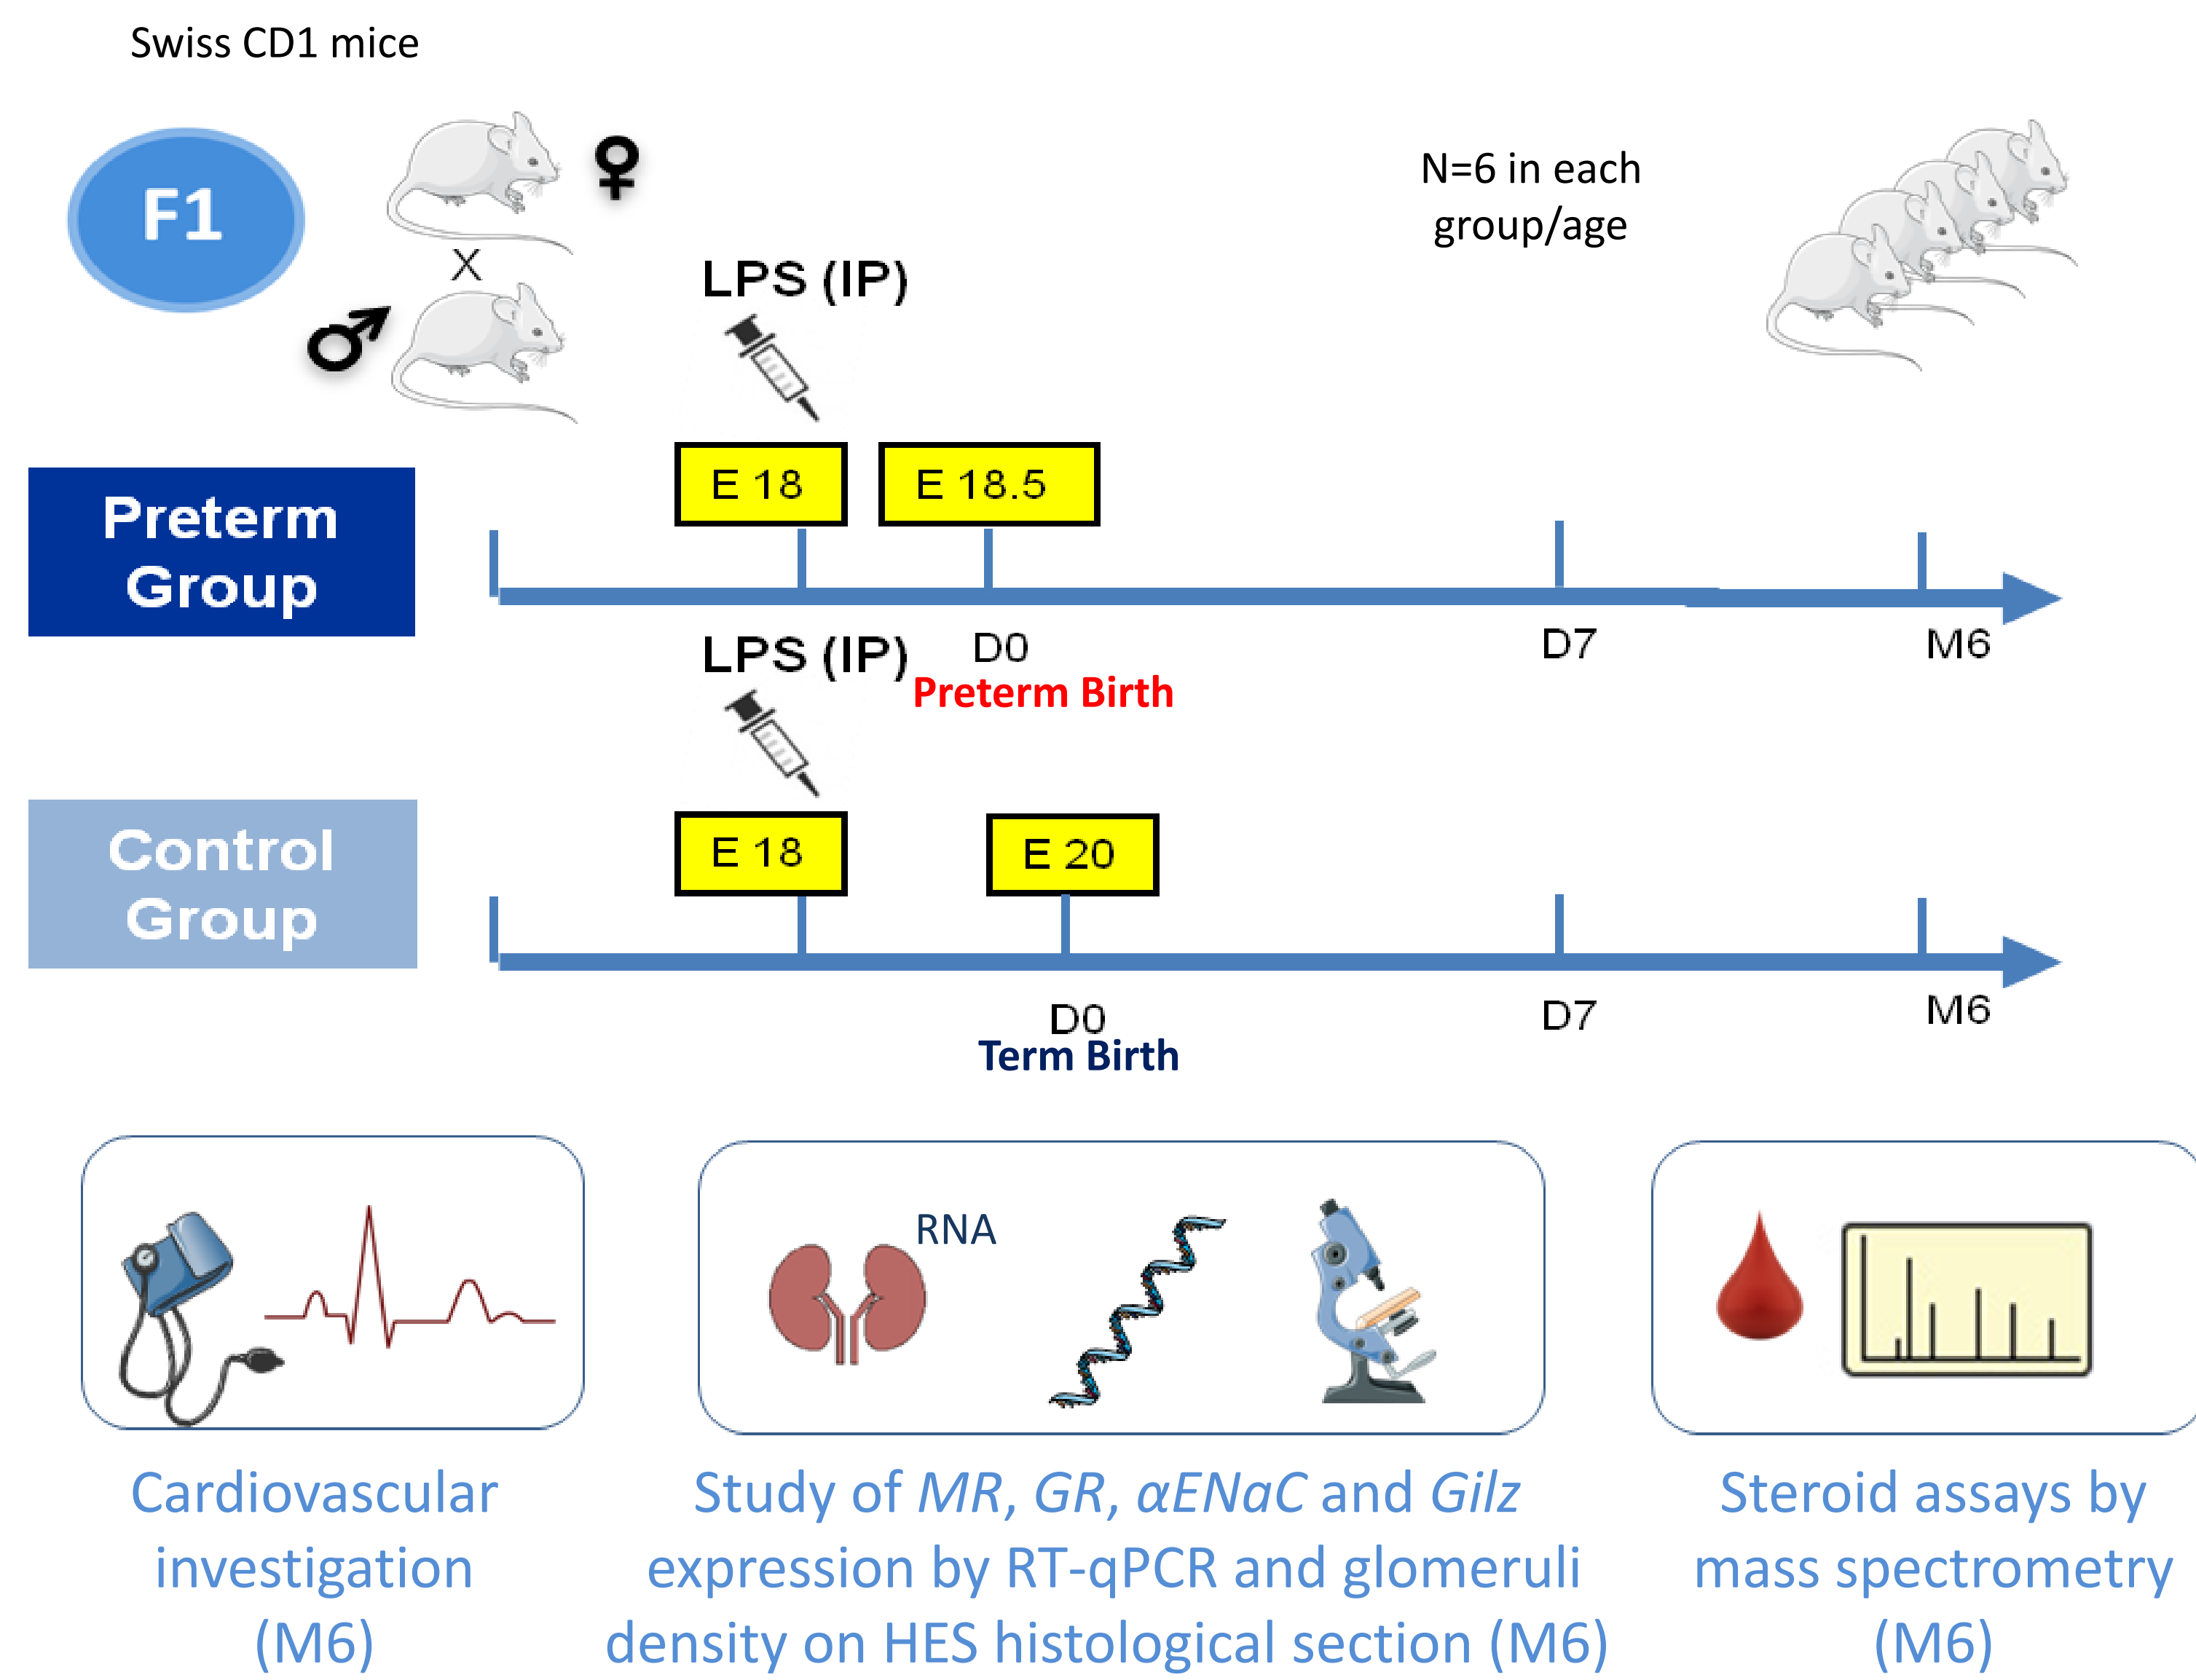 Swiss CD1 mice
F1
♀
X
♂
N=6 in each
group/age
LPS (IP)
E 18
E 18.5
Preterm
Group
D0
D7
M6
Preterm Birth
LPS (IP)
E 18
E 20
Control
Group
D0
D7
M6
Term Birth
RNA
Cardiovascular
investigation
(M6)
Study of MR, GR, αENaC and Gilz
expression by RT-qPCR and glomeruli
density on HES histological section (M6)
Steroid assays by
mass spectrometry
(M6)